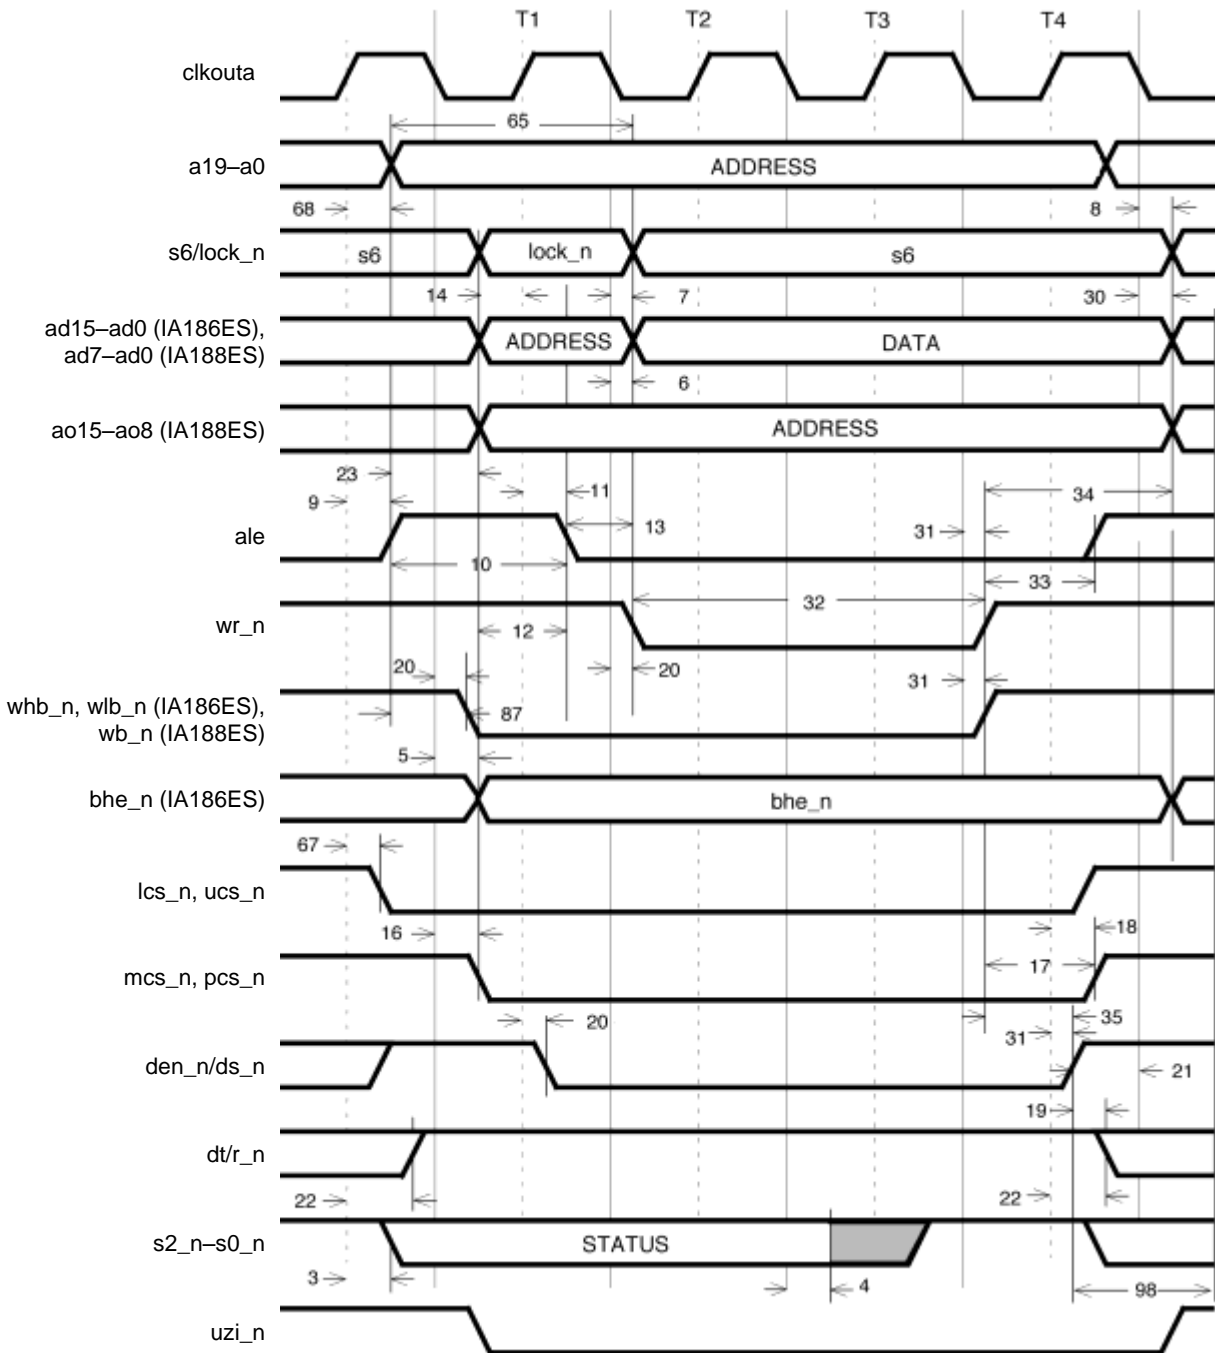 T1 T2 T3 T4
clkouta
65
a19–a0 ADDRESS
68 8
s6/lock_n s6 lock_n s6
14 7 30
ad15–ad0 (IA186ES),
ad7–ad0 (IA188ES) ADDRESS DATA
6
ao15–ao8 (IA188ES) ADDRESS
23
9 11 34
ale 13 31
10 33
32
wr_n 12
20 20 31
whb_n, wlb_n (IA186ES),
wb_n (IA188ES) 87
5
bhe_n (IA186ES) bhe_n
67
lcs_n, ucs_n
16 18
mcs_n, pcs_n 17
20 35
31
den_n/ds_n 21
19
dt/r_n
22 22
s2_n–s0_n STATUS
3 4 98
uzi_n